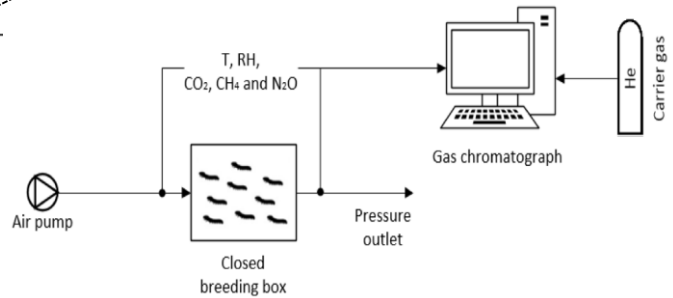 T, RH,
CO₂, CH₄ and N₂O
He
Carrier gas
Gas chromatograph
Air pump
Pressure
outlet
Closed
breeding box